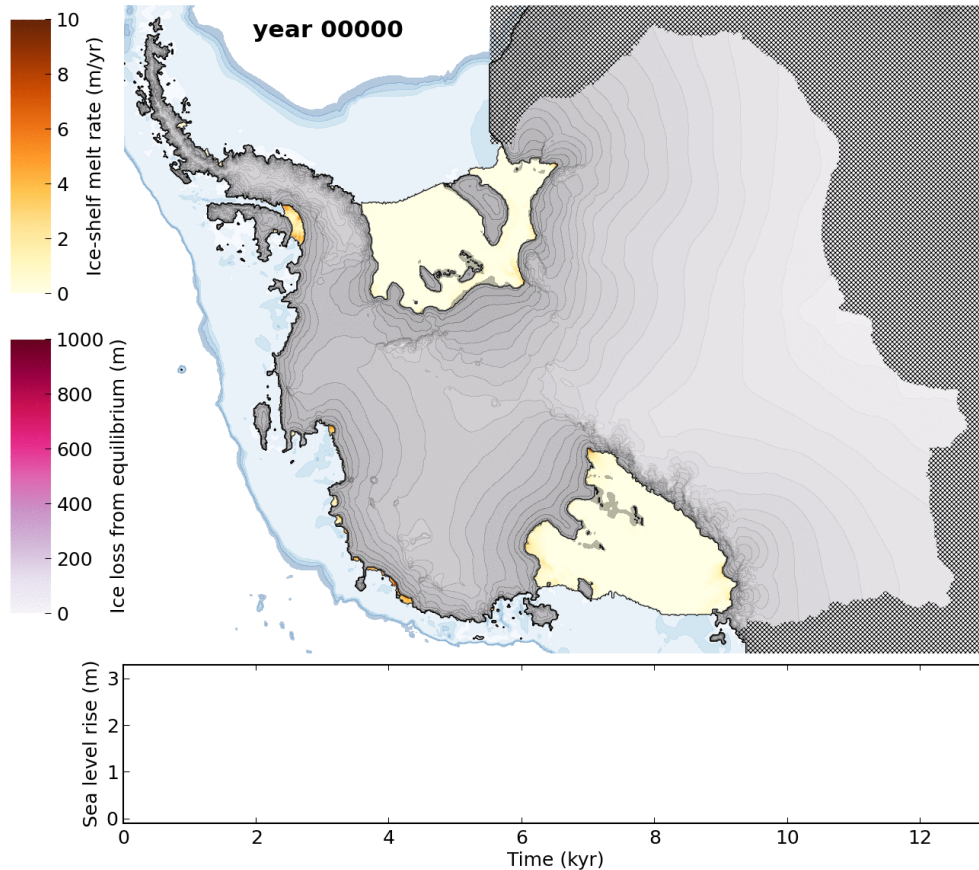 year 00000
Ice-shelf melt rate (m/yr)
10
8
6
4
2
0
Ice loss from equilibrium (m)
1000
800
600
400
200
0
Sea level rise (m)
3
2
1
0
0 2 4 6 8 10 12
Time (kyr)